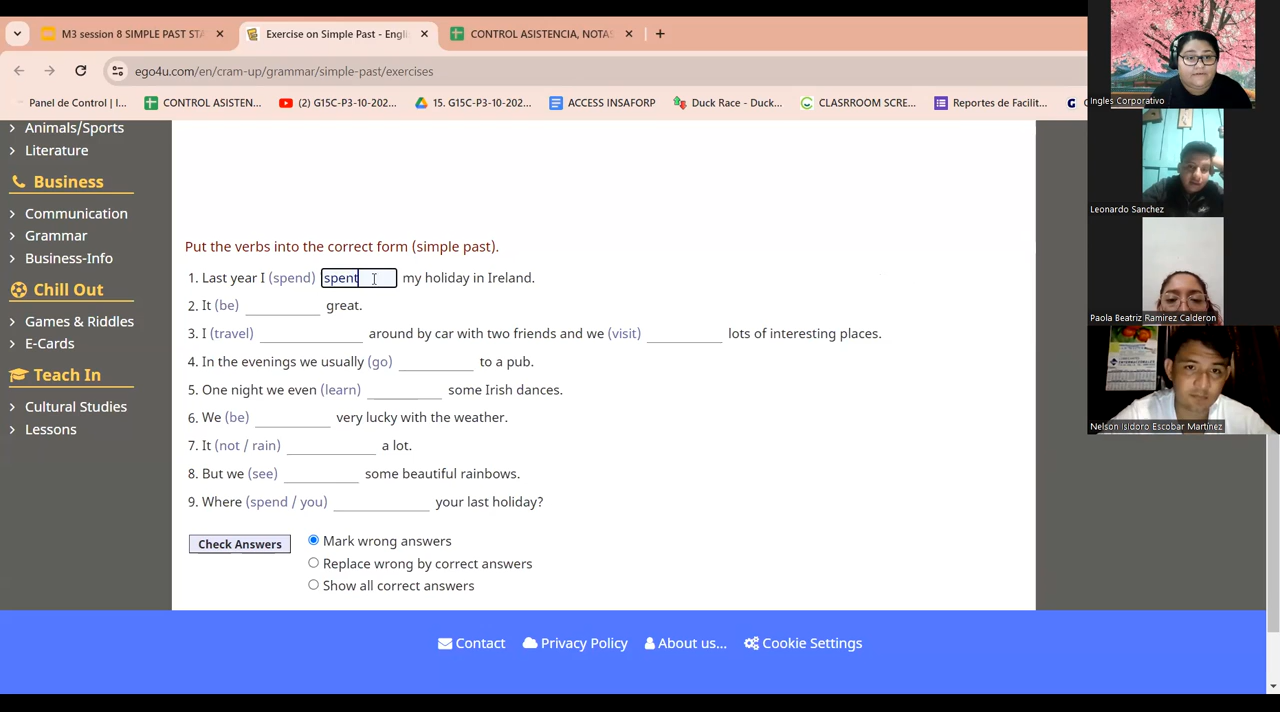 M3 session 8 SIMPLE PAST STA
Exercise on Simple Past - Engli
CONTROL ASISTENCIA, NOTAS
ego4u.com/en/cram-up/grammar/simple-past/exercises
Panel de Control | I...
CONTROL ASISTEN...
(2) G15C-P3-10-202...
15. G15C-P3-10-202...
ACCESS INSAFORP
Duck Race - Duck...
CLASRROOM SCRE...
Reportes de Facilit...
Animals/Sports
Literature
Business
Communication
Grammar
Business-Info
Chill Out
Games & Riddles
E-Cards
Teach In
Cultural Studies
Lessons
Put the verbs into the correct form (simple past).
1. Last year I (spend) spent my holiday in Ireland.
2. It (be) great.
3. I (travel) around by car with two friends and we (visit) lots of interesting places.
4. In the evenings we usually (go) to a pub.
5. One night we even (learn) some Irish dances.
6. We (be) very lucky with the weather.
7. It (not / rain) a lot.
8. But we (see) some beautiful rainbows.
9. Where (spend / you) your last holiday?
Check Answers
Mark wrong answers
Replace wrong by correct answers
Show all correct answers
Contact
Privacy Policy
About us...
Cookie Settings
Ingles Corporativo
Leonardo Sanchez
Paola Beatriz Ramirez Calderon
Nelson Isidoro Escobar Martinez